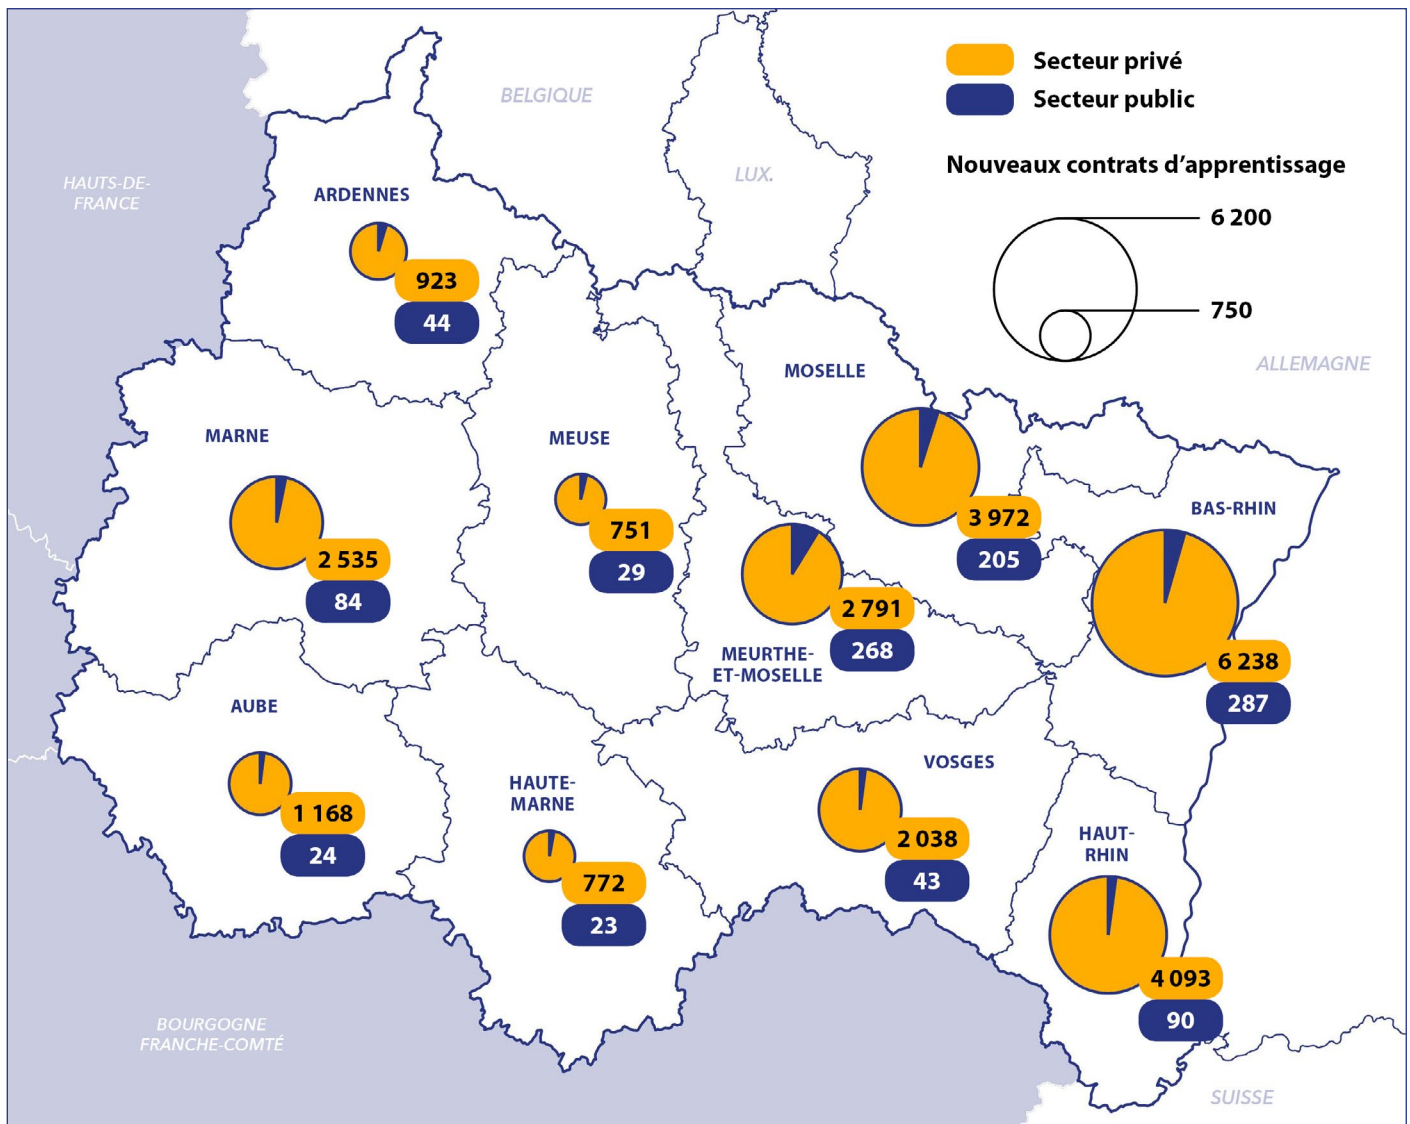 Secteur privé
Secteur public
Nouveaux contrats d’apprentissage
6 200
750
BELGIQUE
LUX.
HAUTS-DE-
FRANCE
ALLEMAGNE
ARDENNES
923
44
MOSELLE
3 972
205
MARNE
2 535
84
MEUSE
751
29
BAS-RHIN
6 238
287
MEURTHE-
ET-MOSELLE
2 791
268
AUBE
1 168
24
HAUTE-
MARNE
772
23
VOSGES
2 038
43
HAUT-
RHIN
4 093
90
BOURGOGNE
FRANCHE-COMTÉ
SUISSE